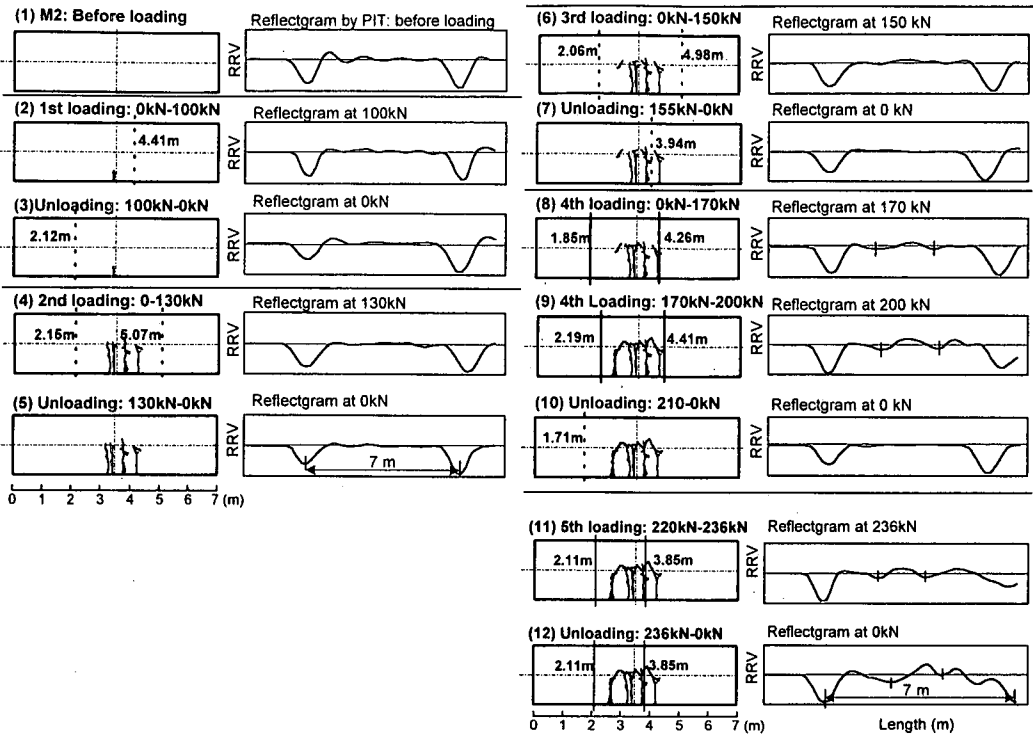 (1) M2: Before loading
Reflectgram by PIT: before loading
RRV
(2) 1st loading: 0kN-100kN
Reflectgram at 100kN
4.41m
RRV
(3)Unloading: 100kN-0kN
Reflectgram at 0kN
2.12m
RRV
(4) 2nd loading: 0-130kN
Reflectgram at 130kN
2.15m
5.07m
RRV
(5) Unloading: 130kN-0kN
Reflectgram at 0kN
RRV
7 m
0 1 2 3 4 5 6 7 (m)
(6) 3rd loading: 0kN-150kN
Reflectgram at 150 kN
2.06m
4.98m
RRV
(7) Unloading: 155kN-0kN
Reflectgram at 0 kN
3.94m
RRV
(8) 4th loading: 0kN-170kN
Reflectgram at 170 kN
1.85m
4.26m
RRV
(9) 4th Loading: 170kN-200kN
Reflectgram at 200 kN
2.19m
4.41m
RRV
(10) Unloading: 210-0kN
Reflectgram at 0 kN
1.71m
RRV
(11) 5th loading: 220kN-236kN
Reflectgram at 236kN
2.11m
3.85m
RRV
(12) Unloading: 236kN-0kN
Reflectgram at 0kN
2.11m
3.85m
RRV
7 m
0 1 2 3 4 5 6 7 (m)
Length (m)